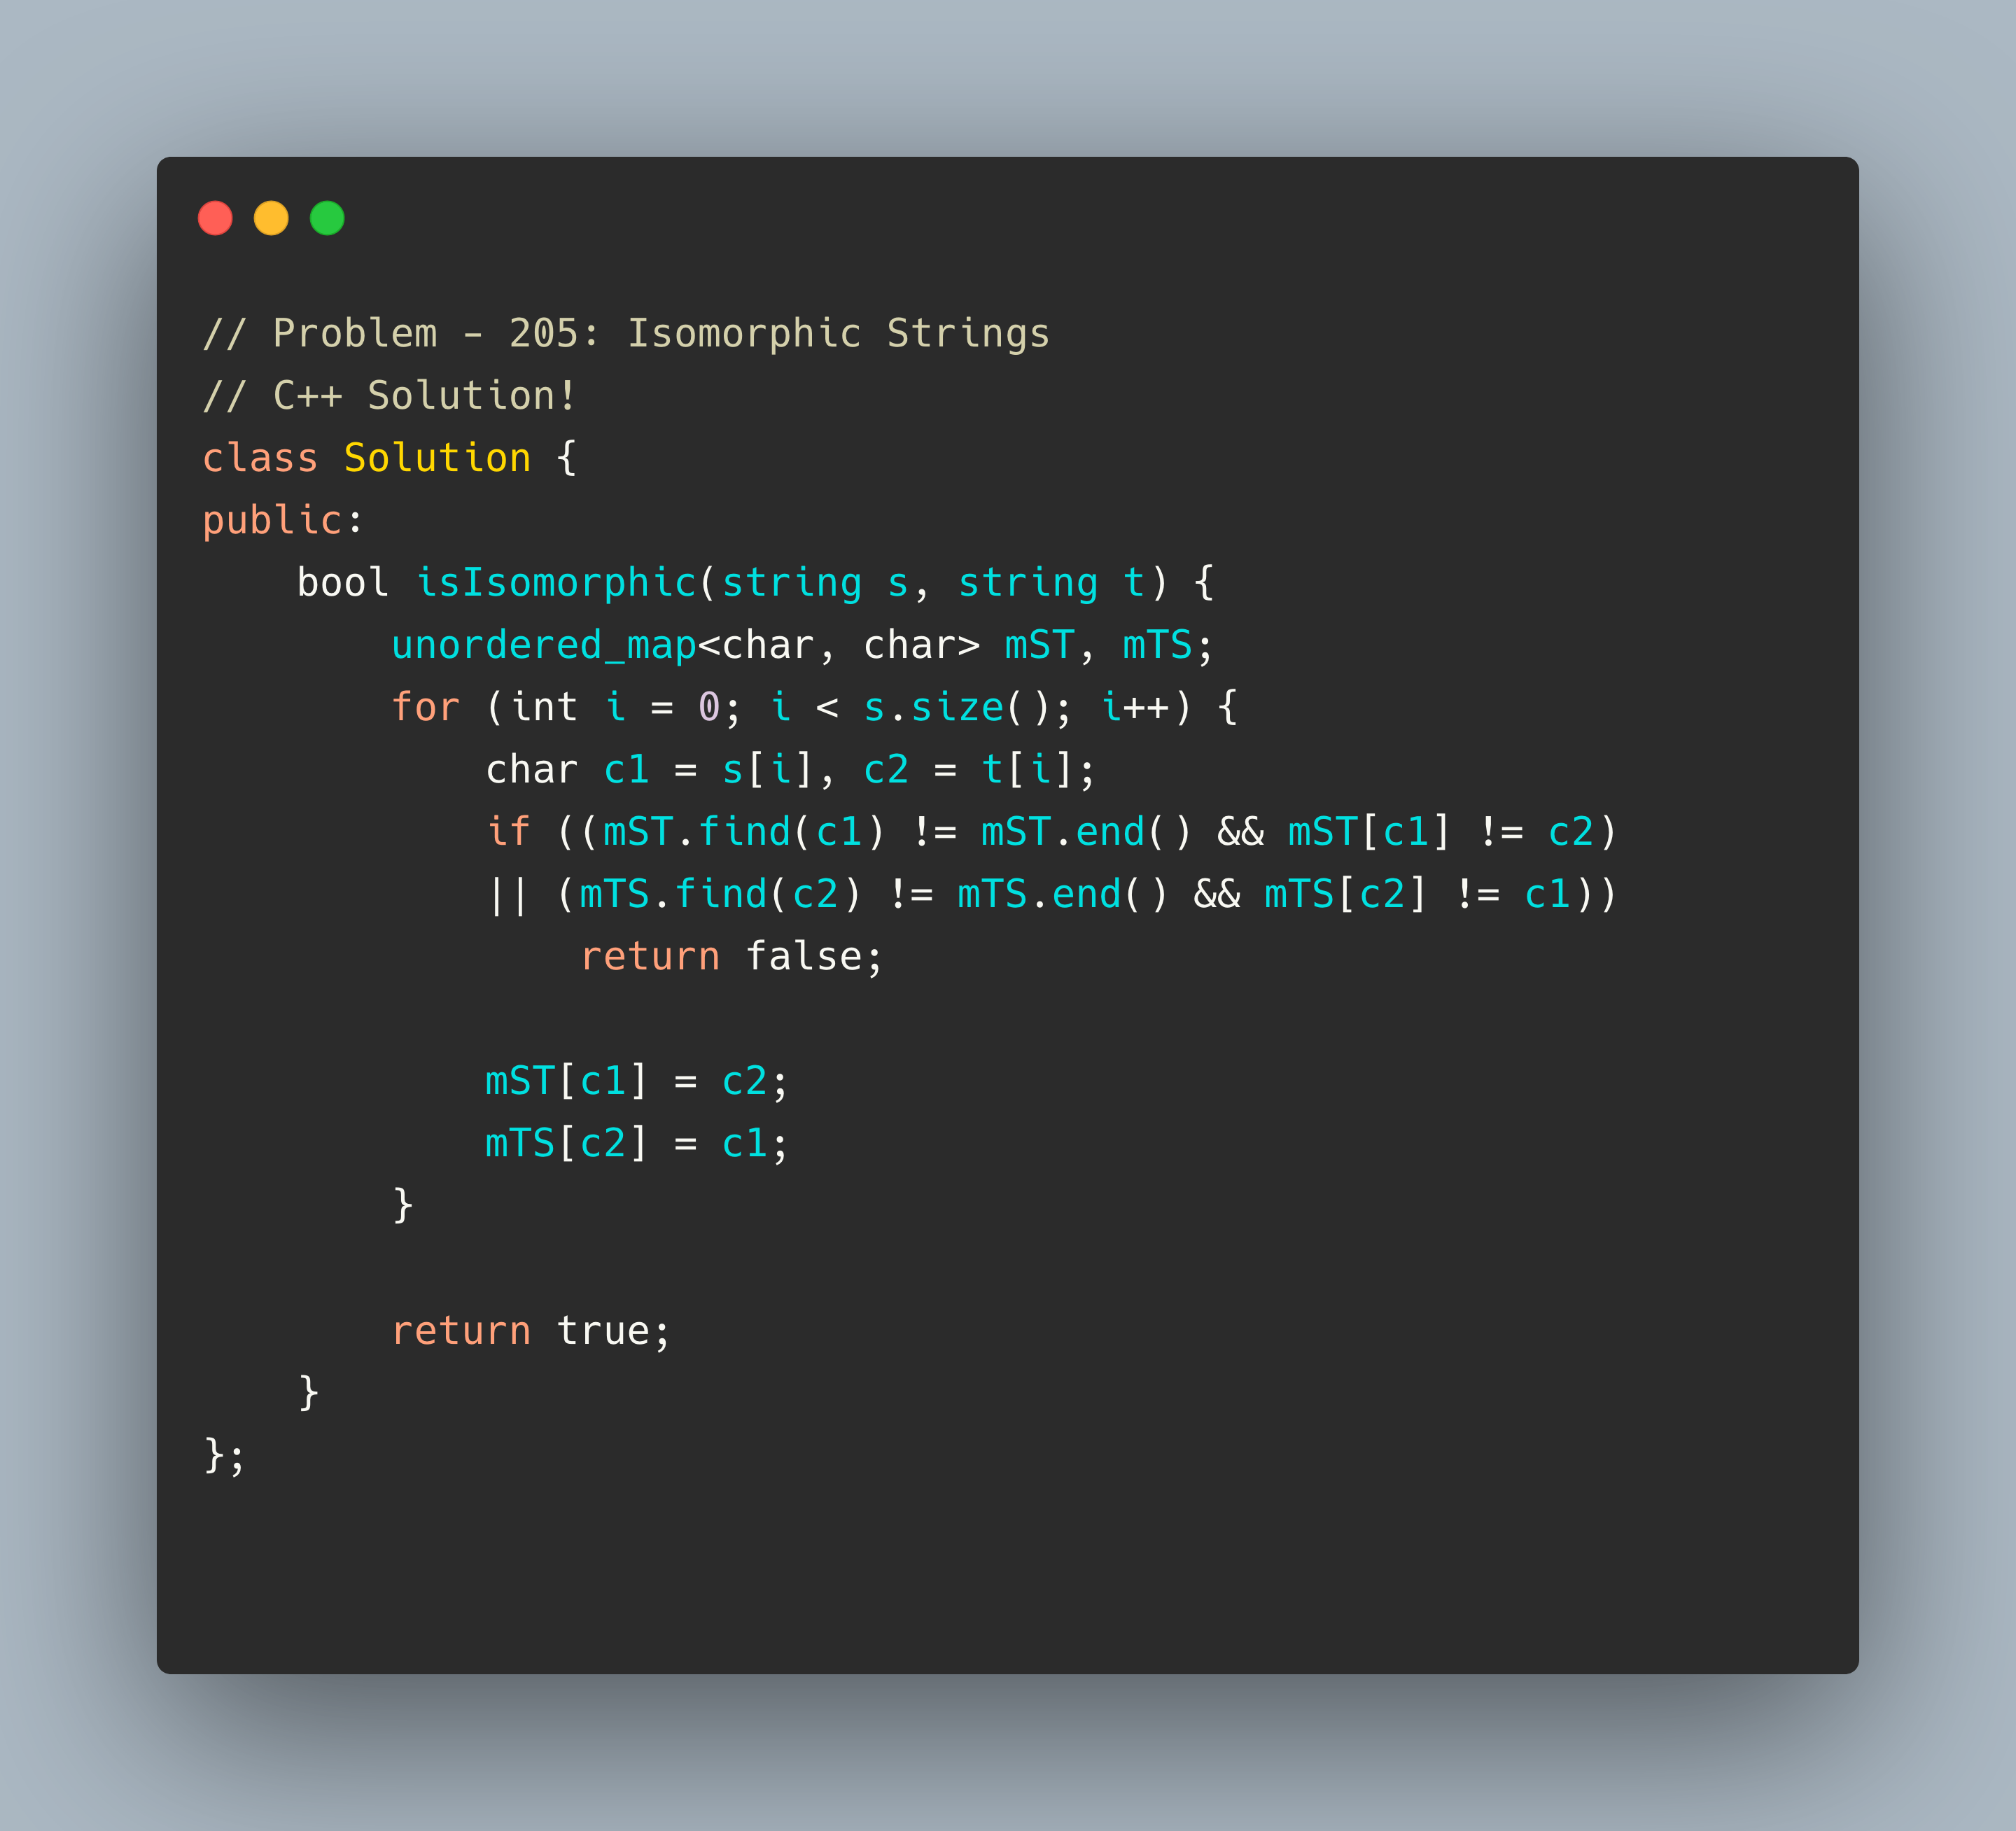 // Problem - 205: Isomorphic Strings
// C++ Solution!
class Solution {
public:
    bool isIsomorphic(string s, string t) {
        unordered_map<char, char> mST, mTS;
        for (int i = 0; i < s.size(); i++) {
            char c1 = s[i], c2 = t[i];
            if ((mST.find(c1) != mST.end() && mST[c1] != c2)
            || (mTS.find(c2) != mTS.end() && mTS[c2] != c1))
                return false;

            mST[c1] = c2;
            mTS[c2] = c1;
        }

        return true;
    }
};